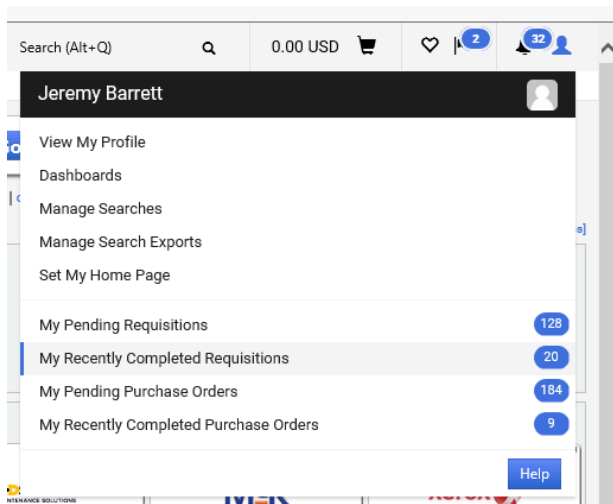 Search (Alt+Q) 0.00 USD 2 32
Jeremy Barrett
View My Profile
Dashboards
Manage Searches
Manage Search Exports
Set My Home Page
My Pending Requisitions 128
My Recently Completed Requisitions 20
My Pending Purchase Orders 184
My Recently Completed Purchase Orders 9
Help